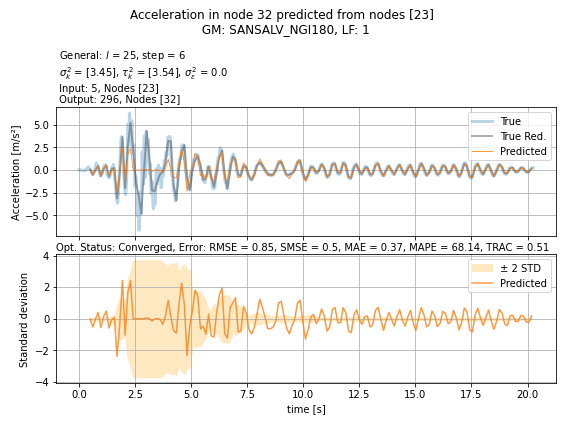 Acceleration in node 32 predicted from nodes [23]
GM: SANSALV_NGI180, LF: 1
General: l = 25, step = 6
σ²ₖ = [3.45], τ²ₖ = [3.54], σ²ε = 0.0
Input: 5, Nodes [23]
Output: 296, Nodes [32]
Acceleration [m/s²]
5.0
2.5
0.0
−2.5
−5.0
True
True Red.
Predicted
Opt. Status: Converged, Error: RMSE = 0.85, SMSE = 0.5, MAE = 0.37, MAPE = 68.14, TRAC = 0.51
Standard deviation
4
2
0
−2
−4
± 2 STD
Predicted
0.0 2.5 5.0 7.5 10.0 12.5 15.0 17.5 20.0
time [s]